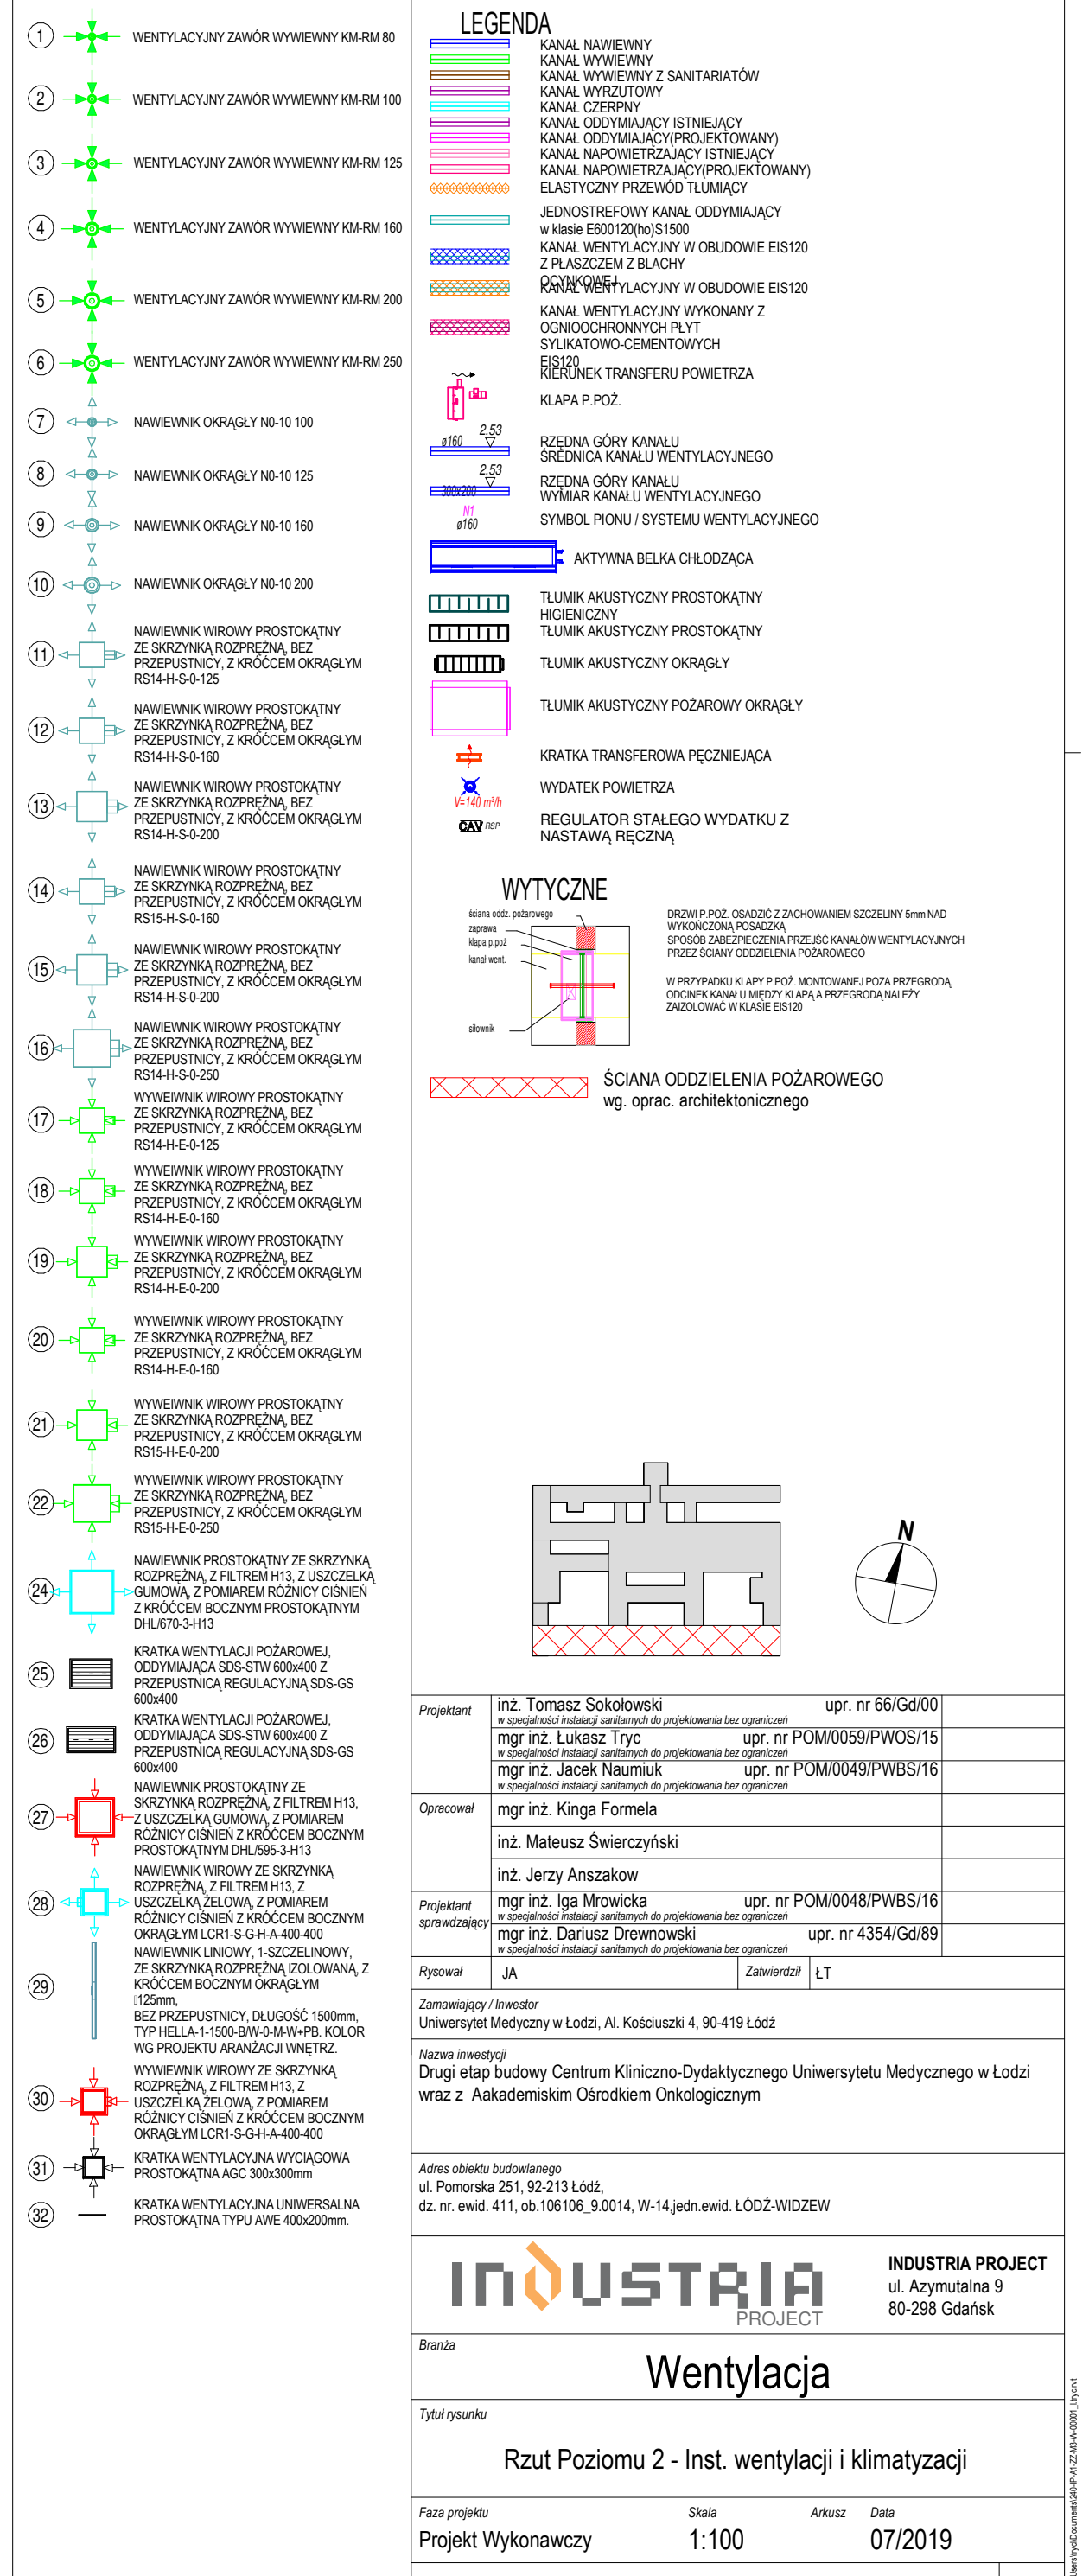 1
WENTYLACYJNY ZAWÓR WYWIEWNY KM-RM 80
2
WENTYLACYJNY ZAWÓR WYWIEWNY KM-RM 100
3
WENTYLACYJNY ZAWÓR WYWIEWNY KM-RM 125
4
WENTYLACYJNY ZAWÓR WYWIEWNY KM-RM 160
5
WENTYLACYJNY ZAWÓR WYWIEWNY KM-RM 200
6
WENTYLACYJNY ZAWÓR WYWIEWNY KM-RM 250
7
NAWIEWNIK OKRĄGŁY N0-10 100
8
NAWIEWNIK OKRĄGŁY N0-10 125
9
NAWIEWNIK OKRĄGŁY N0-10 160
10
NAWIEWNIK OKRĄGŁY N0-10 200
11
NAWIEWNIK WIROWY PROSTOKĄTNY
ZE SKRZYNKĄ ROZPRĘŻNĄ, BEZ
PRZEPUSTNICY, Z KRÓĆCEM OKRĄGŁYM
RS14-H-S-0-125
12
NAWIEWNIK WIROWY PROSTOKĄTNY
ZE SKRZYNKĄ ROZPRĘŻNĄ, BEZ
PRZEPUSTNICY, Z KRÓĆCEM OKRĄGŁYM
RS14-H-S-0-160
13
NAWIEWNIK WIROWY PROSTOKĄTNY
ZE SKRZYNKĄ ROZPRĘŻNĄ, BEZ
PRZEPUSTNICY, Z KRÓĆCEM OKRĄGŁYM
RS14-H-S-0-200
14
NAWIEWNIK WIROWY PROSTOKĄTNY
ZE SKRZYNKĄ ROZPRĘŻNĄ, BEZ
PRZEPUSTNICY, Z KRÓĆCEM OKRĄGŁYM
RS15-H-S-0-160
15
NAWIEWNIK WIROWY PROSTOKĄTNY
ZE SKRZYNKĄ ROZPRĘŻNĄ, BEZ
PRZEPUSTNICY, Z KRÓĆCEM OKRĄGŁYM
RS14-H-S-0-200
16
NAWIEWNIK WIROWY PROSTOKĄTNY
ZE SKRZYNKĄ ROZPRĘŻNĄ, BEZ
PRZEPUSTNICY, Z KRÓĆCEM OKRĄGŁYM
RS14-H-S-0-250
17
WYWEIWNIK WIROWY PROSTOKĄTNY
ZE SKRZYNKĄ ROZPRĘŻNĄ, BEZ
PRZEPUSTNICY, Z KRÓĆCEM OKRĄGŁYM
RS14-H-E-0-125
18
WYWEIWNIK WIROWY PROSTOKĄTNY
ZE SKRZYNKĄ ROZPRĘŻNĄ, BEZ
PRZEPUSTNICY, Z KRÓĆCEM OKRĄGŁYM
RS14-H-E-0-160
19
WYWEIWNIK WIROWY PROSTOKĄTNY
ZE SKRZYNKĄ ROZPRĘŻNĄ, BEZ
PRZEPUSTNICY, Z KRÓĆCEM OKRĄGŁYM
RS14-H-E-0-200
20
WYWEIWNIK WIROWY PROSTOKĄTNY
ZE SKRZYNKĄ ROZPRĘŻNĄ, BEZ
PRZEPUSTNICY, Z KRÓĆCEM OKRĄGŁYM
RS14-H-E-0-160
21
WYWEIWNIK WIROWY PROSTOKĄTNY
ZE SKRZYNKĄ ROZPRĘŻNĄ, BEZ
PRZEPUSTNICY, Z KRÓĆCEM OKRĄGŁYM
RS15-H-E-0-200
22
WYWEIWNIK WIROWY PROSTOKĄTNY
ZE SKRZYNKĄ ROZPRĘŻNĄ, BEZ
PRZEPUSTNICY, Z KRÓĆCEM OKRĄGŁYM
RS15-H-E-0-250
24
NAWIEWNIK PROSTOKĄTNY ZE SKRZYNKĄ
ROZPRĘŻNĄ, Z FILTREM H13, Z USZCZELKĄ
GUMOWĄ, Z POMIAREM RÓŻNICY CIŚNIEŃ
Z KRÓĆCEM BOCZNYM PROSTOKĄTNYM
DHL/670-3-H13
25
KRATKA WENTYLACJI POŻAROWEJ,
ODDYMIAJĄCA SDS-STW 600x400 Z
PRZEPUSTNICĄ REGULACYJNĄ SDS-GS
600x400
26
KRATKA WENTYLACJI POŻAROWEJ,
ODDYMIAJĄCA SDS-STW 600x400 Z
PRZEPUSTNICĄ REGULACYJNĄ SDS-GS
600x400
27
NAWIEWNIK PROSTOKĄTNY ZE
SKRZYNKĄ ROZPRĘŻNĄ, Z FILTREM H13,
Z USZCZELKĄ GUMOWĄ, Z POMIAREM
RÓŻNICY CIŚNIEŃ Z KRÓĆCEM BOCZNYM
PROSTOKĄTNYM DHL/595-3-H13
28
NAWIEWNIK WIROWY ZE SKRZYNKĄ
ROZPRĘŻNĄ, Z FILTREM H13, Z
USZCZELKĄ ŻELOWĄ, Z POMIAREM
RÓŻNICY CIŚNIEŃ Z KRÓĆCEM BOCZNYM
OKRĄGŁYM LCR1-S-G-H-A-400-400
29
NAWIEWNIK LINIOWY, 1-SZCZELINOWY,
ZE SKRZYNKĄ ROZPRĘŻNĄ IZOLOWANĄ, Z
KRÓĆCEM BOCZNYM OKRĄGŁYM
▯125mm,
BEZ PRZEPUSTNICY, DŁUGOŚĆ 1500mm,
TYP HELLA-1-1500-B/W-0-M-W+PB. KOLOR
WG PROJEKTU ARANŻACJI WNĘTRZ.
30
WYWIEWNIK WIROWY ZE SKRZYNKĄ
ROZPRĘŻNĄ, Z FILTREM H13, Z
USZCZELKĄ ŻELOWĄ, Z POMIAREM
RÓŻNICY CIŚNIEŃ Z KRÓĆCEM BOCZNYM
OKRĄGŁYM LCR1-S-G-H-A-400-400
31
KRATKA WENTYLACYJNA WYCIĄGOWA
PROSTOKĄTNA AGC 300x300mm
32
KRATKA WENTYLACYJNA UNIWERSALNA
PROSTOKĄTNA TYPU AWE 400x200mm.
LEGENDA
KANAŁ NAWIEWNY
KANAŁ WYWIEWNY
KANAŁ WYWIEWNY Z SANITARIATÓW
KANAŁ WYRZUTOWY
KANAŁ CZERPNY
KANAŁ ODDYMIAJĄCY ISTNIEJĄCY
KANAŁ ODDYMIAJĄCY(PROJEKTOWANY)
KANAŁ NAPOWIETRZAJĄCY ISTNIEJĄCY
KANAŁ NAPOWIETRZAJĄCY(PROJEKTOWANY)
ELASTYCZNY PRZEWÓD TŁUMIĄCY
JEDNOSTREFOWY KANAŁ ODDYMIAJĄCY
w klasie E600120(ho)S1500
KANAŁ WENTYLACYJNY W OBUDOWIE EIS120
Z PŁASZCZEM Z BLACHY
OCYNKOWEJ
KANAŁ WENTYLACYJNY W OBUDOWIE EIS120
KANAŁ WENTYLACYJNY WYKONANY Z
OGNIOOCHRONNYCH PŁYT
SYLIKATOWO-CEMENTOWYCH
EIS120
KIERUNEK TRANSFERU POWIETRZA
KLAPA P.POŻ.
2.53
ø160
RZĘDNA GÓRY KANAŁU
ŚREDNICA KANAŁU WENTYLACYJNEGO
2.53
300x200
RZĘDNA GÓRY KANAŁU
WYMIAR KANAŁU WENTYLACYJNEGO
N1
ø160
SYMBOL PIONU / SYSTEMU WENTYLACYJNEGO
AKTYWNA BELKA CHŁODZĄCA
TŁUMIK AKUSTYCZNY PROSTOKĄTNY
HIGIENICZNY
TŁUMIK AKUSTYCZNY PROSTOKĄTNY
TŁUMIK AKUSTYCZNY OKRĄGŁY
TŁUMIK AKUSTYCZNY POŻAROWY OKRĄGŁY
KRATKA TRANSFEROWA PĘCZNIEJĄCA
WYDATEK POWIETRZA
V=140 m³/h
CAV RSP
REGULATOR STAŁEGO WYDATKU Z
NASTAWĄ RĘCZNĄ
WYTYCZNE
ściana oddz. pożarowego
zaprawa
klapa p.poż
kanał went.
siłownik
DRZWI P.POŻ. OSADZIĆ Z ZACHOWANIEM SZCZELINY 5mm NAD
WYKOŃCZONĄ POSADZKĄ
SPOSÓB ZABEZPIECZENIA PRZEJŚĆ KANAŁÓW WENTYLACYJNYCH
PRZEZ ŚCIANY ODDZIELENIA POŻAROWEGO
W PRZYPADKU KLAPY P.POŻ. MONTOWANEJ POZA PRZEGRODĄ,
ODCINEK KANAŁU MIĘDZY KLAPĄ A PRZEGRODĄ NALEŻY
ZAIZOLOWAĆ W KLASIE EIS120
ŚCIANA ODDZIELENIA POŻAROWEGO
wg. oprac. architektonicznego
N
Projektant
inż. Tomasz Sokołowski upr. nr 66/Gd/00
w specjalności instalacji sanitarnych do projektowania bez ograniczeń
mgr inż. Łukasz Tryc upr. nr POM/0059/PWOS/15
w specjalności instalacji sanitarnych do projektowania bez ograniczeń
mgr inż. Jacek Naumiuk upr. nr POM/0049/PWBS/16
w specjalności instalacji sanitarnych do projektowania bez ograniczeń
Opracował
mgr inż. Kinga Formela
inż. Mateusz Świerczyński
inż. Jerzy Anszakow
Projektant
sprawdzający
mgr inż. Iga Mrowicka upr. nr POM/0048/PWBS/16
w specjalności instalacji sanitarnych do projektowania bez ograniczeń
mgr inż. Dariusz Drewnowski upr. nr 4354/Gd/89
w specjalności instalacji sanitarnych do projektowania bez ograniczeń
Rysował JA Zatwierdził ŁT
Zamawiający / Inwestor
Uniwersytet Medyczny w Łodzi, Al. Kościuszki 4, 90-419 Łódź
Nazwa inwestycji
Drugi etap budowy Centrum Kliniczno-Dydaktycznego Uniwersytetu Medycznego w Łodzi
wraz z Aakademiskim Ośrodkiem Onkologicznym
Adres obiektu budowlanego
ul. Pomorska 251, 92-213 Łódź,
dz. nr. ewid. 411, ob.106106_9.0014, W-14,jedn.ewid. ŁÓDŹ-WIDZEW
INDUSTRIA
PROJECT
INDUSTRIA PROJECT
ul. Azymutalna 9
80-298 Gdańsk
Branża
Wentylacja
Tytuł rysunku
Rzut Poziomu 2 - Inst. wentylacji i klimatyzacji
Faza projektu Skala Arkusz Data
Projekt Wykonawczy 1:100 07/2019